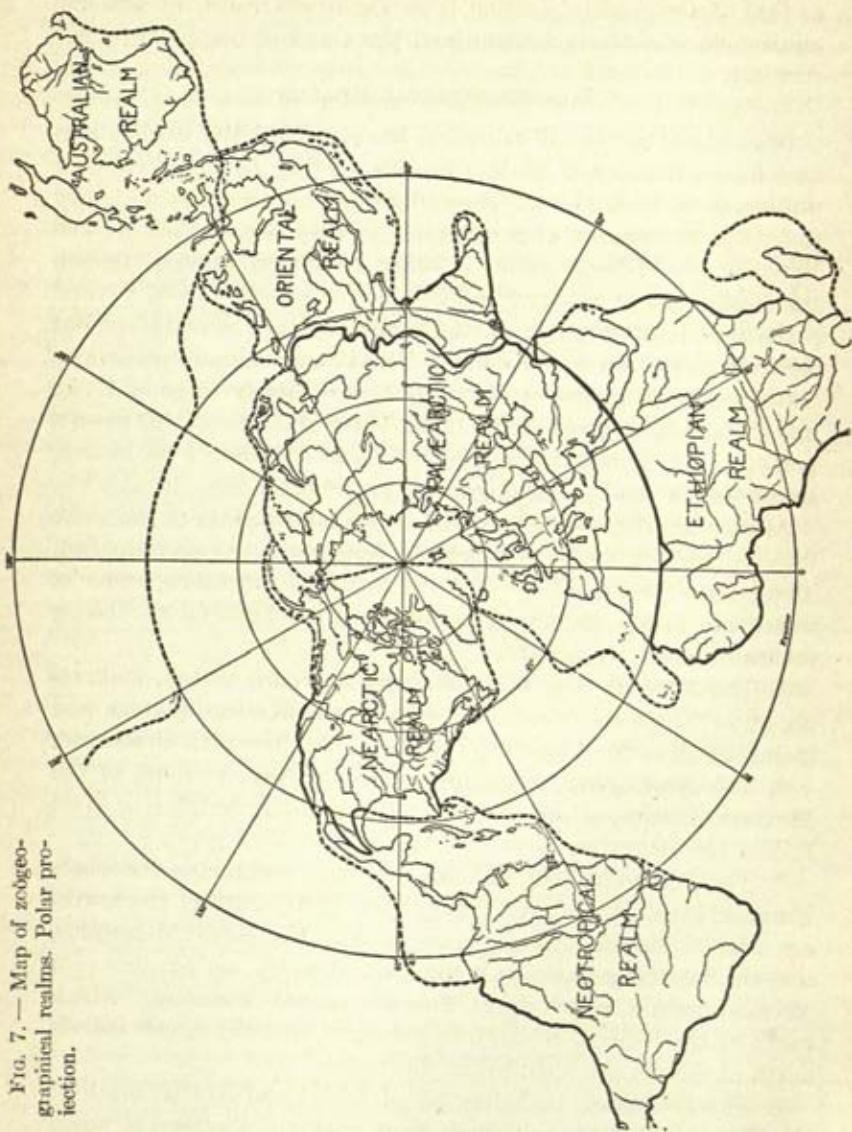 FIG. 7. — Map of zoögeo-
graphical realms. Polar pro-
jection.
AUSTRALIAN
REALM
ORIENTAL
REALM
PALÆARCTIC
REALM
NEARCTIC
REALM
ETHIOPIAN
REALM
NEOTROPICAL
REALM